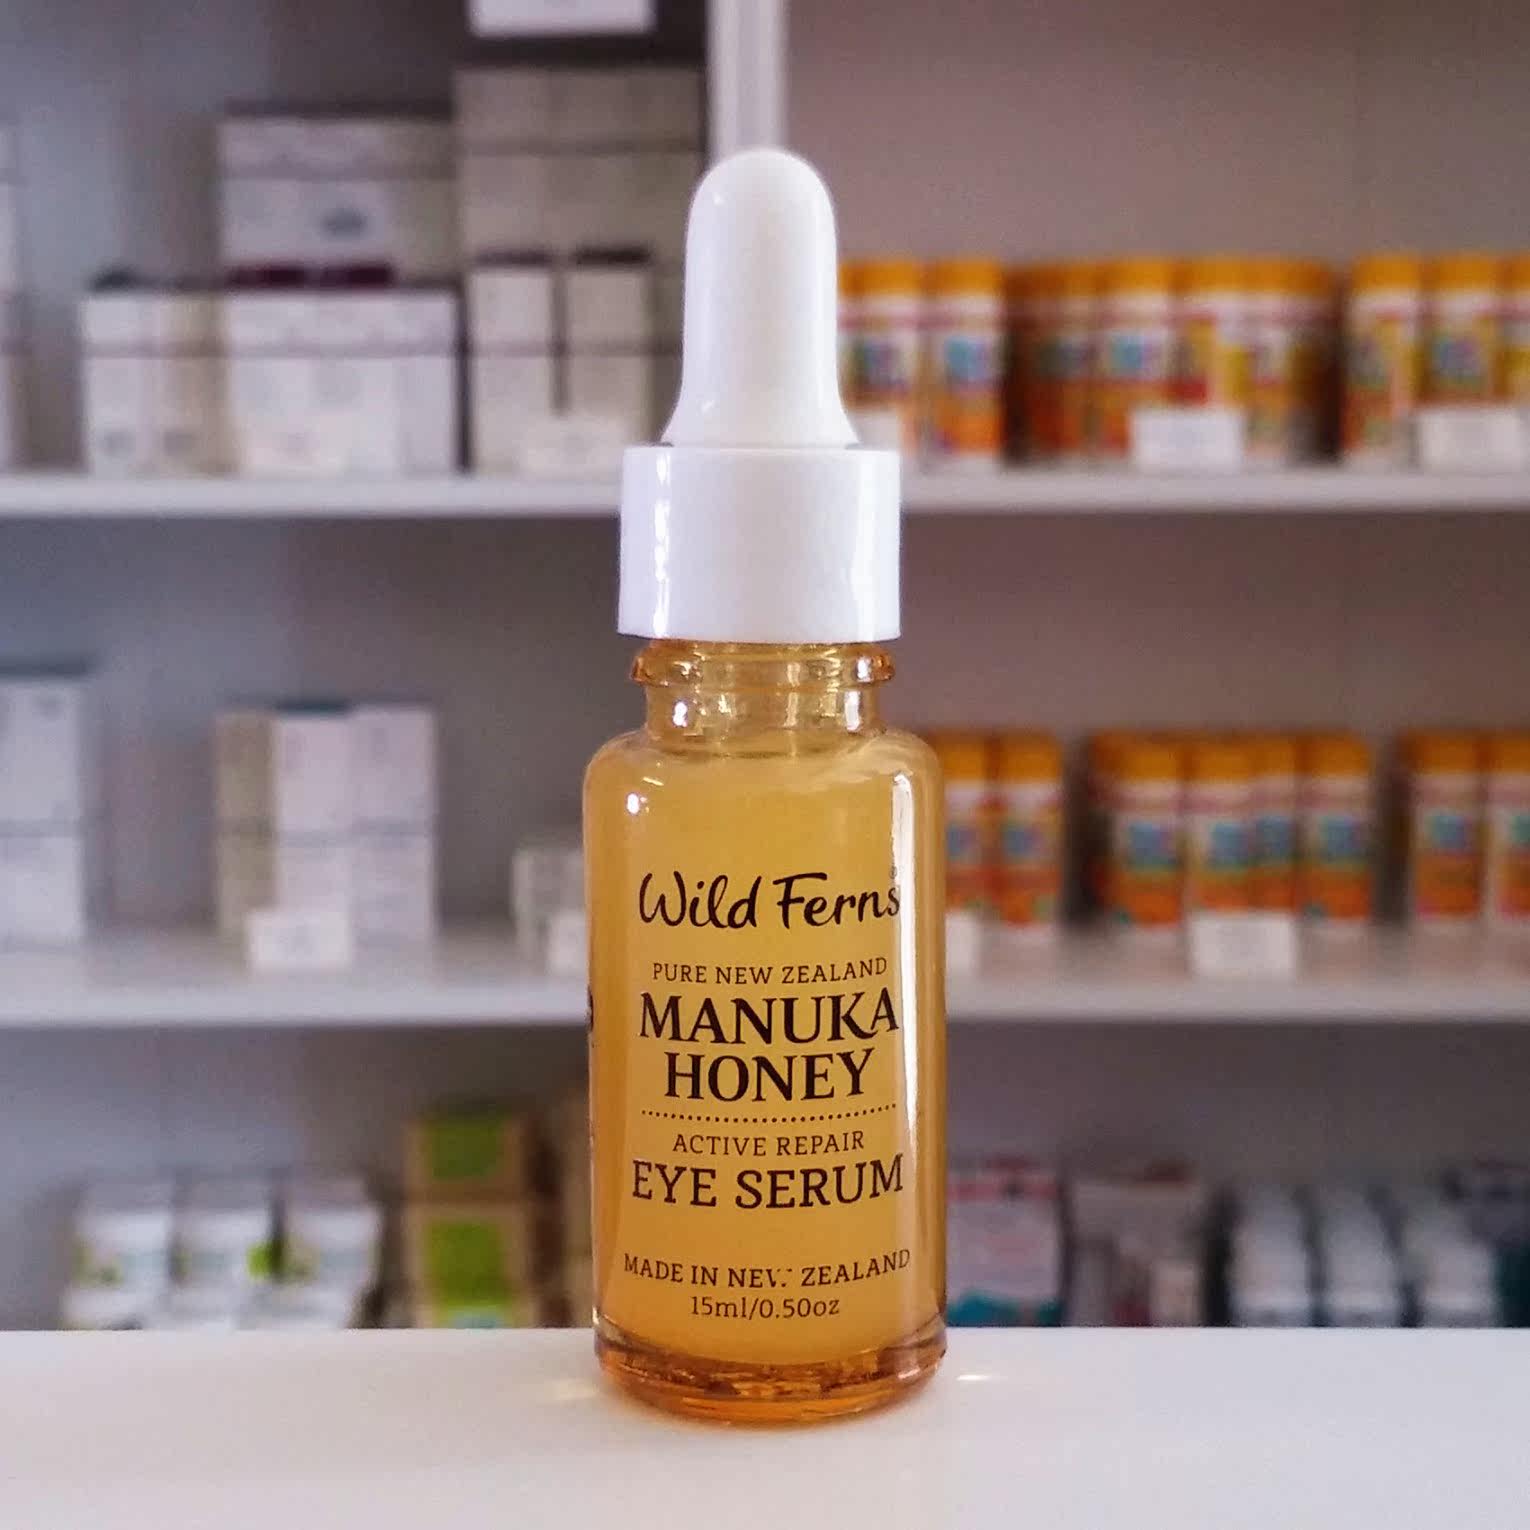 Wild Ferns®
PURE NEW ZEALAND
MANUKA
HONEY
ACTIVE REPAIR
EYE SERUM
MADE IN NEW ZEALAND
15ml/0.50oz